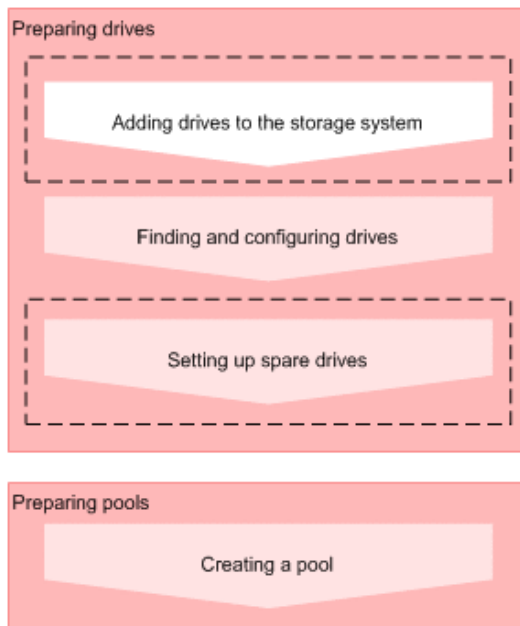 Preparing drives
Adding drives to the storage system
Finding and configuring drives
Setting up spare drives
Preparing pools
Creating a pool